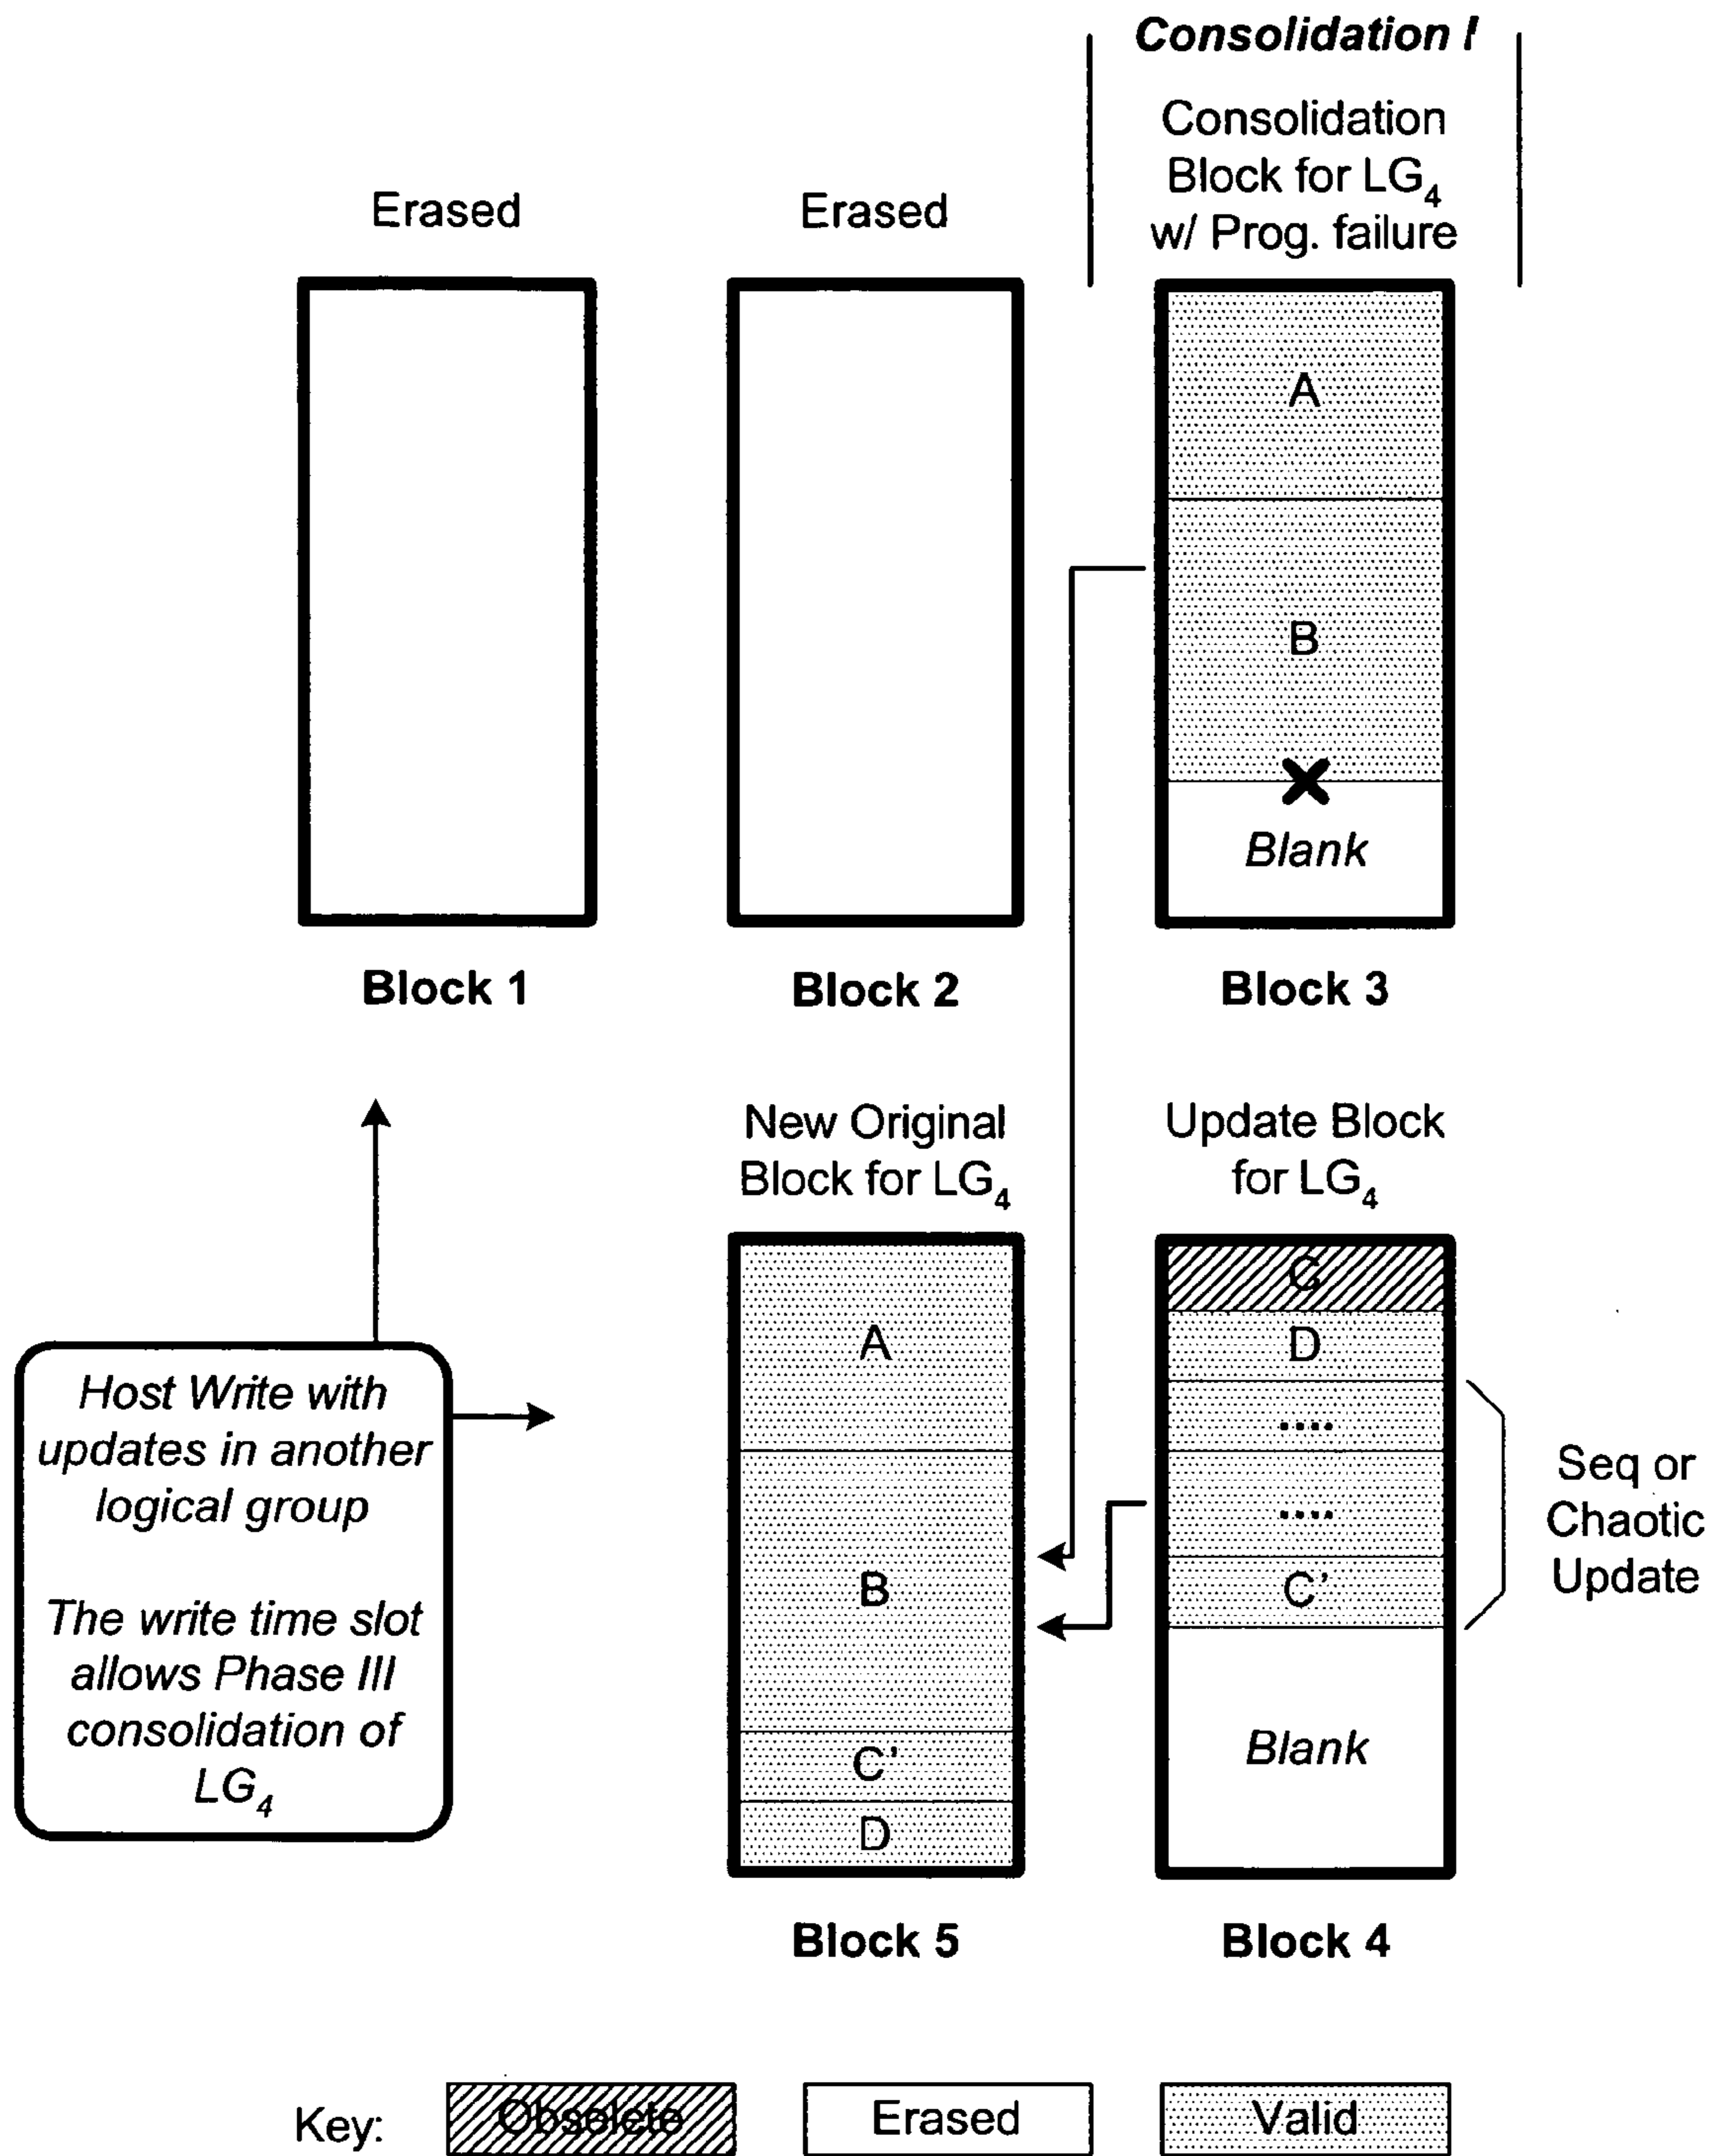 Consolidation I
Consolidation
Block for LG4
w/ Prog. failure
Erased
Erased
A
B
Blank
Block 1
Block 2
Block 3
New Original
Block for LG4
Update Block
for LG4
Host Write with
updates in another
logical group
The write time slot
allows Phase III
consolidation of
LG4
A
B
C'
D
C
D
....
....
C'
Blank
Seq or
Chaotic
Update
Block 5
Block 4
Key:
Obsolete
Erased
Valid